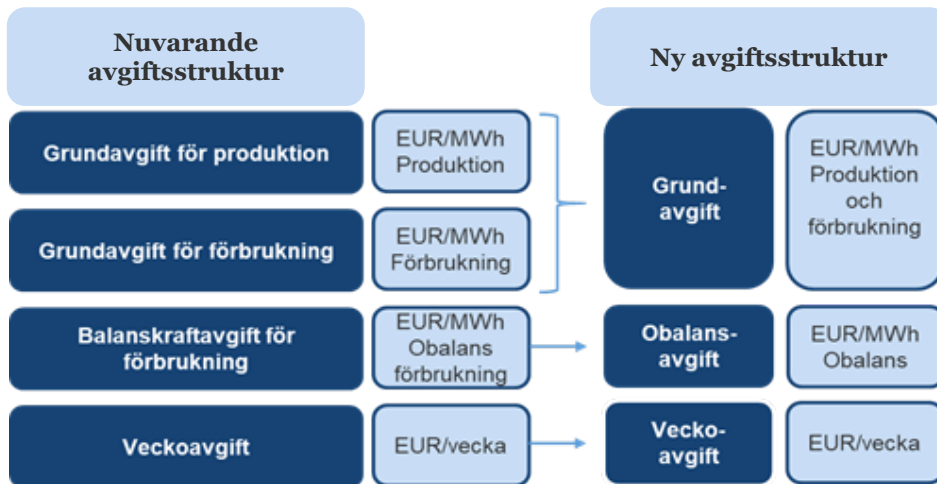 Nuvarande
avgiftsstruktur
Ny avgiftsstruktur
Grundavgift för produktion
EUR/MWh
Produktion
Grund-
avgift
EUR/MWh
Produktion
och
förbrukning
Grundavgift för förbrukning
EUR/MWh
Förbrukning
Balanskraftavgift för
förbrukning
EUR/MWh
Obalans
förbrukning
Obalans-
avgift
EUR/MWh
Obalans
Veckoavgift
EUR/vecka
Vecko-
avgift
EUR/vecka